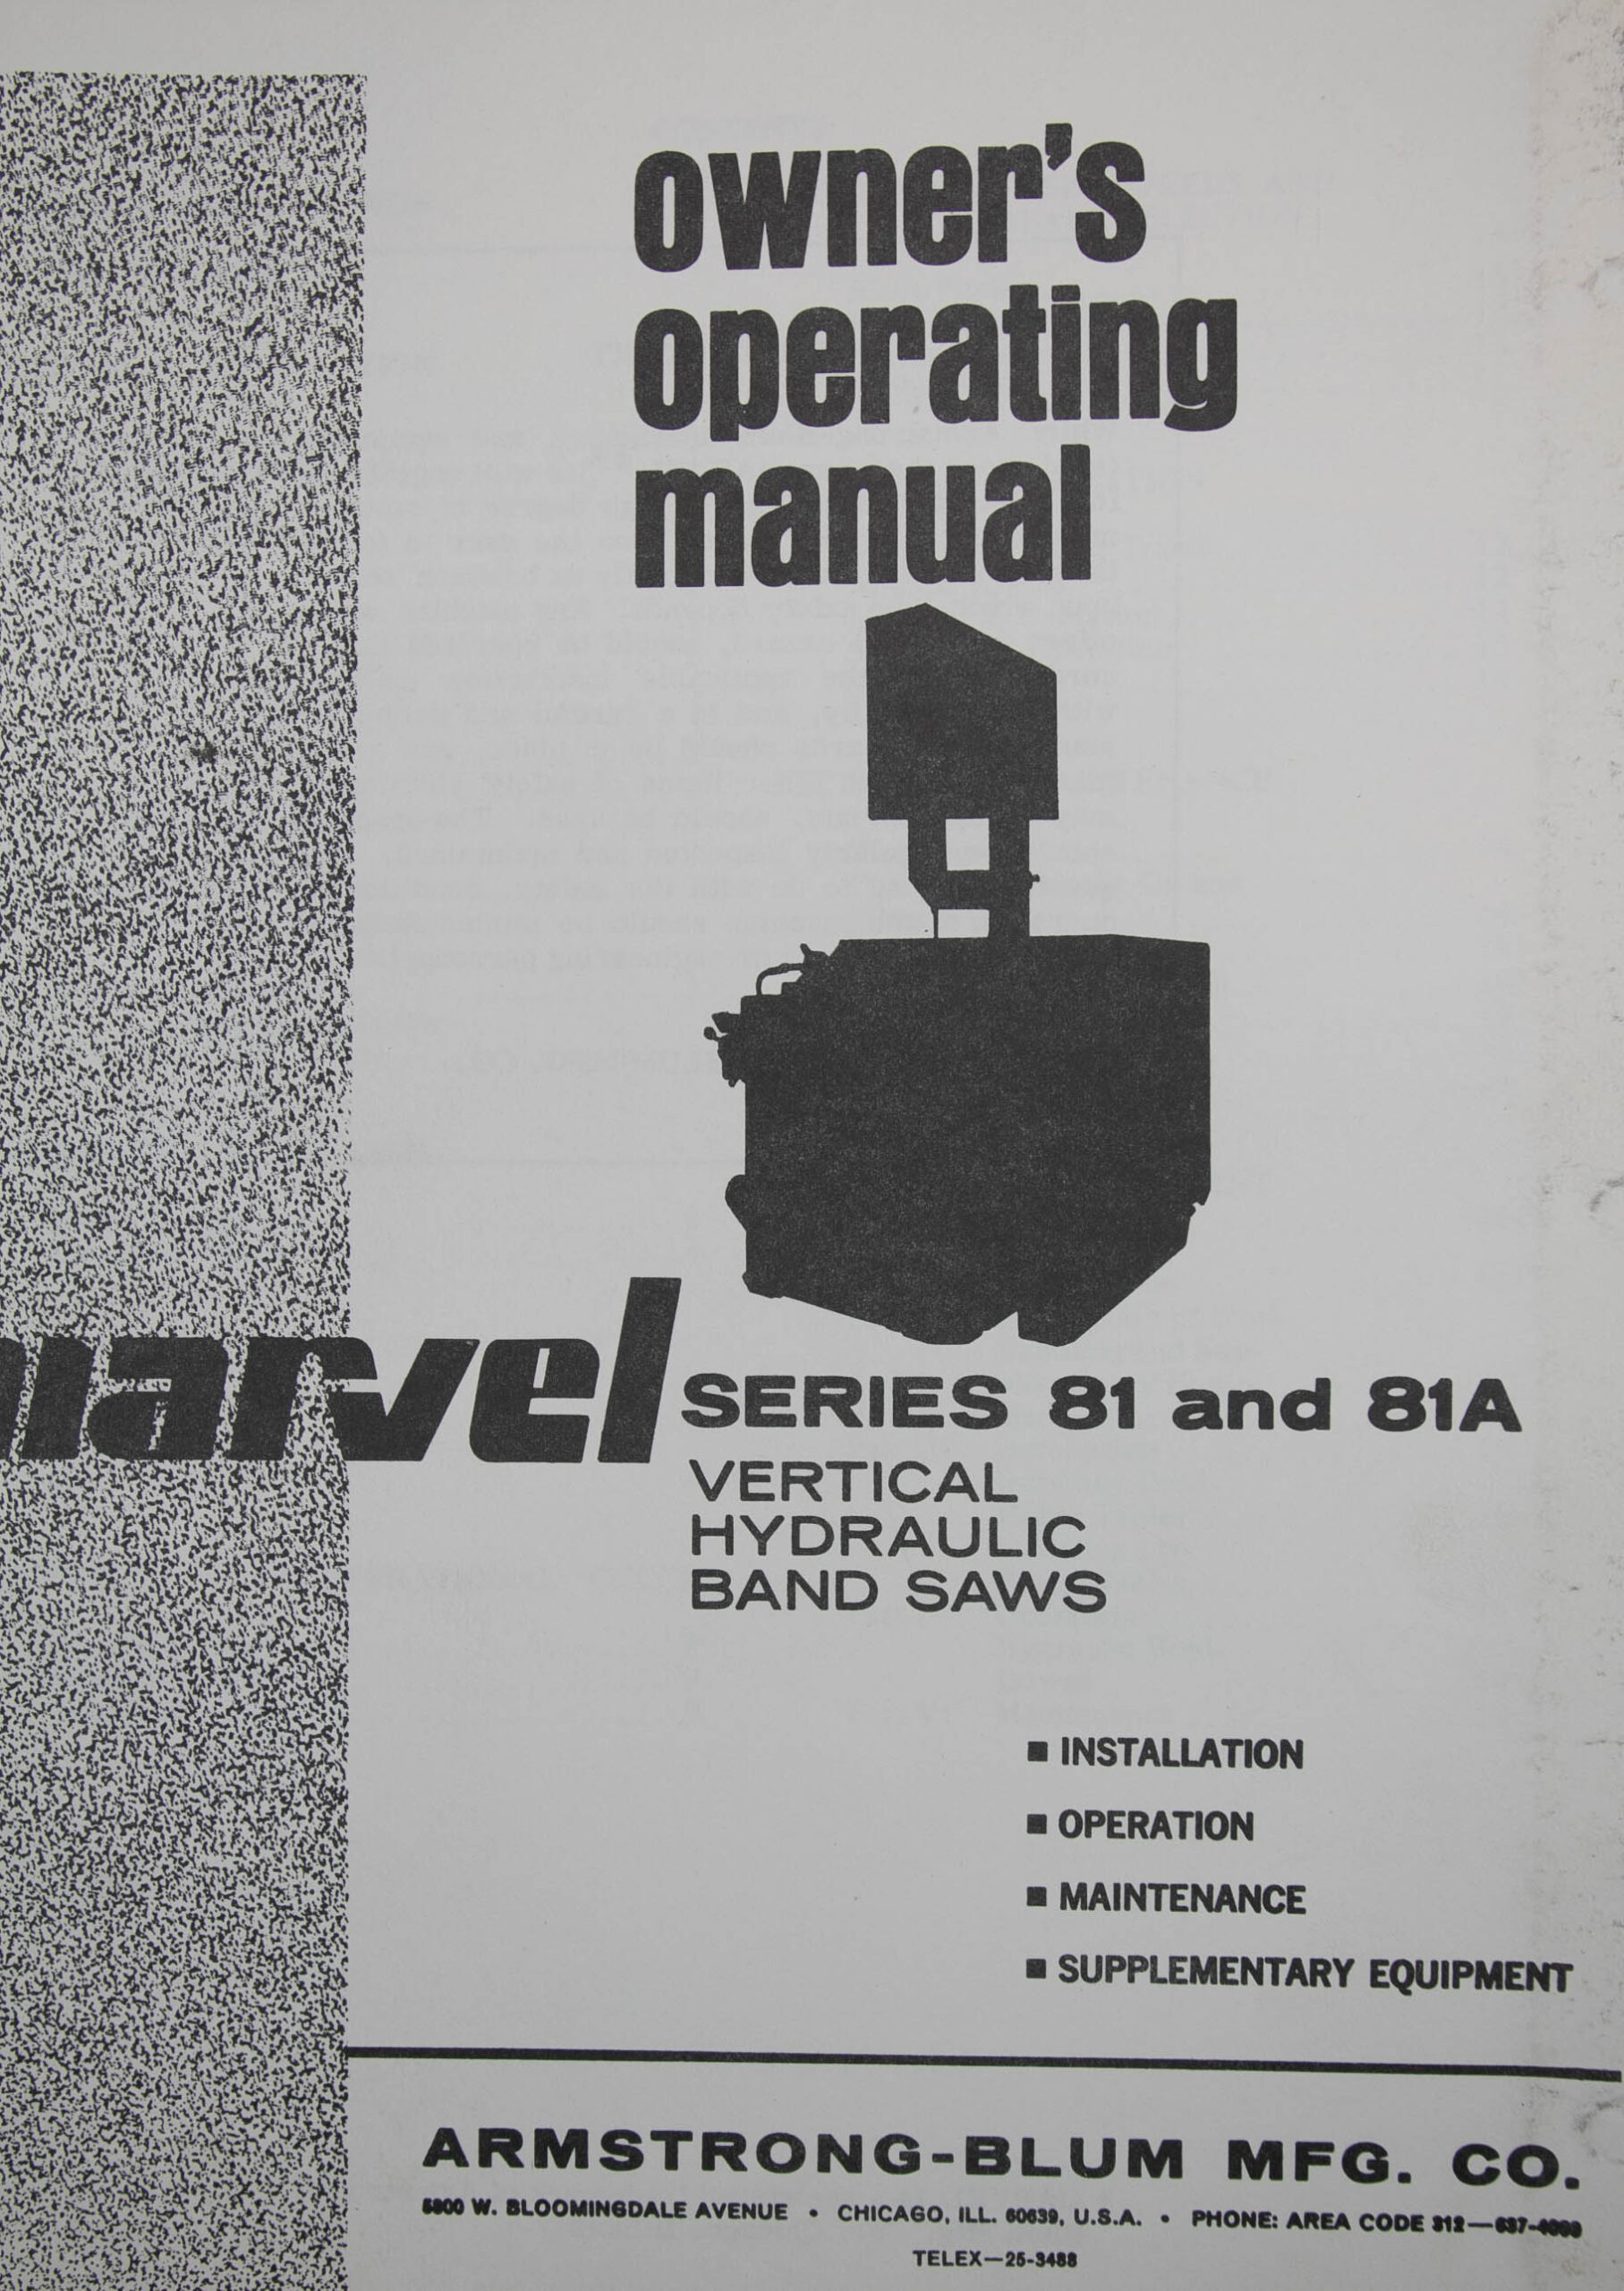 owner's
operating
manual
marvel SERIES 81 and 81A
VERTICAL
HYDRAULIC
BAND SAWS
■ INSTALLATION
■ OPERATION
■ MAINTENANCE
■ SUPPLEMENTARY EQUIPMENT
ARMSTRONG-BLUM MFG. CO.
5800 W. BLOOMINGDALE AVENUE • CHICAGO, ILL. 60639, U.S.A. • PHONE: AREA CODE 312—
TELEX—25-3488